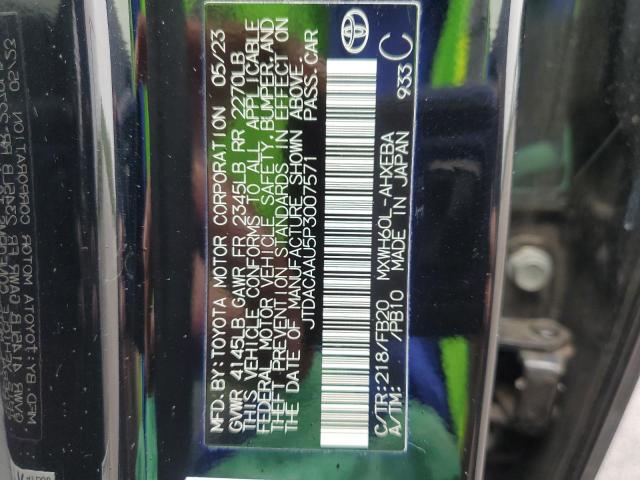 MFD. BY: TOYOTA MOTOR CORPORATION 05/23
GVWR 4145LB GAWR FR 2345LB RR 2270LB
THIS VEHICLE CONFORMS TO ALL APPLICABLE
FEDERAL MOTOR VEHICLE SAFETY, BUMPER, AND
THEFT PREVENTION STANDARDS IN EFFECT ON
THE DATE OF MANUFACTURE SHOWN ABOVE.
JTDACAAU5P3007571 PASS.CAR
C/TR:218/FB20 MXWH60L-AHXEBA
A/TM: /PB10 MADE IN JAPAN 933 C